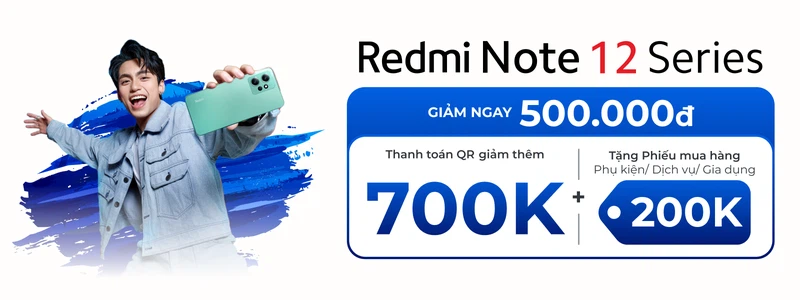 Redmi Note 12 Series
GIẢM NGAY 500.000đ
Thanh toán QR giảm thêm
700K
+
Tặng Phiếu mua hàng
Phụ kiện/ Dịch vụ/ Gia dụng
200K